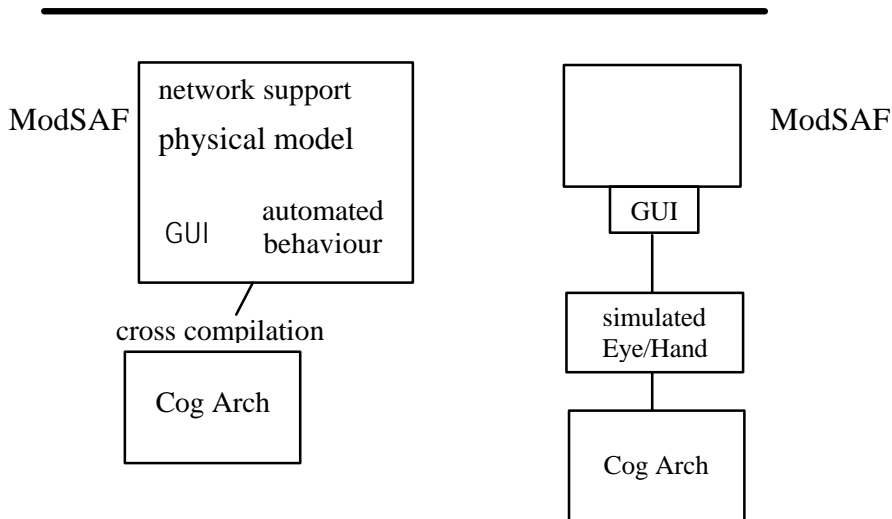 ModSAF
network support
physical model
GUI
automated
behaviour
cross compilation
Cog Arch
ModSAF
GUI
simulated
Eye/Hand
Cog Arch